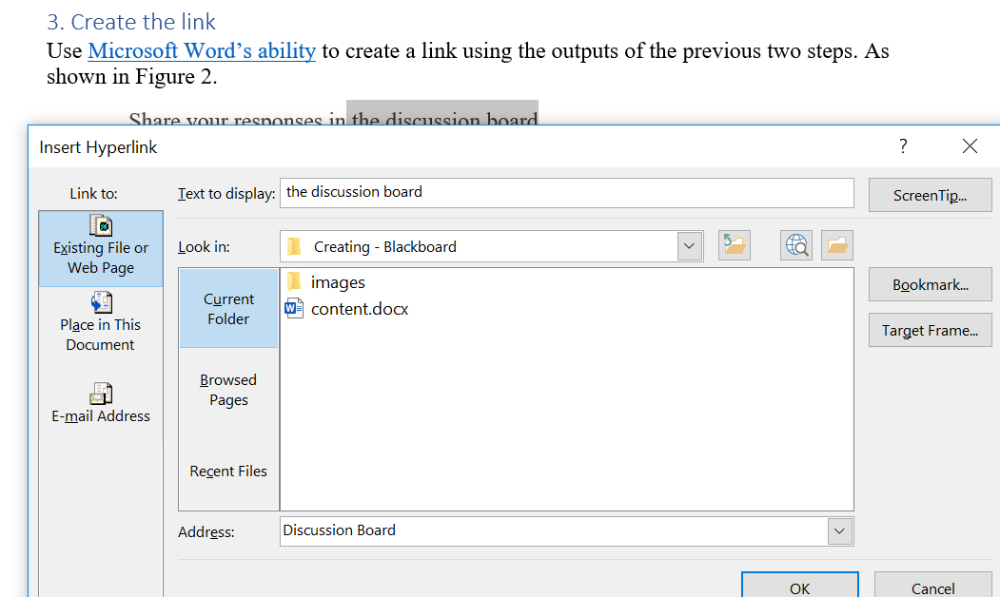 3. Create the link
Use Microsoft Word’s ability to create a link using the outputs of the previous two steps. As
shown in Figure 2.
Share your responses in the discussion board
Insert Hyperlink
?
Link to:
Text to display:
the discussion board
ScreenTip...
Existing File or
Web Page
Look in:
Creating - Blackboard
Current
Folder
images
content.docx
Bookmark...
Place in This
Document
Target Frame...
Browsed
Pages
E-mail Address
Recent Files
Address:
Discussion Board
OK
Cancel